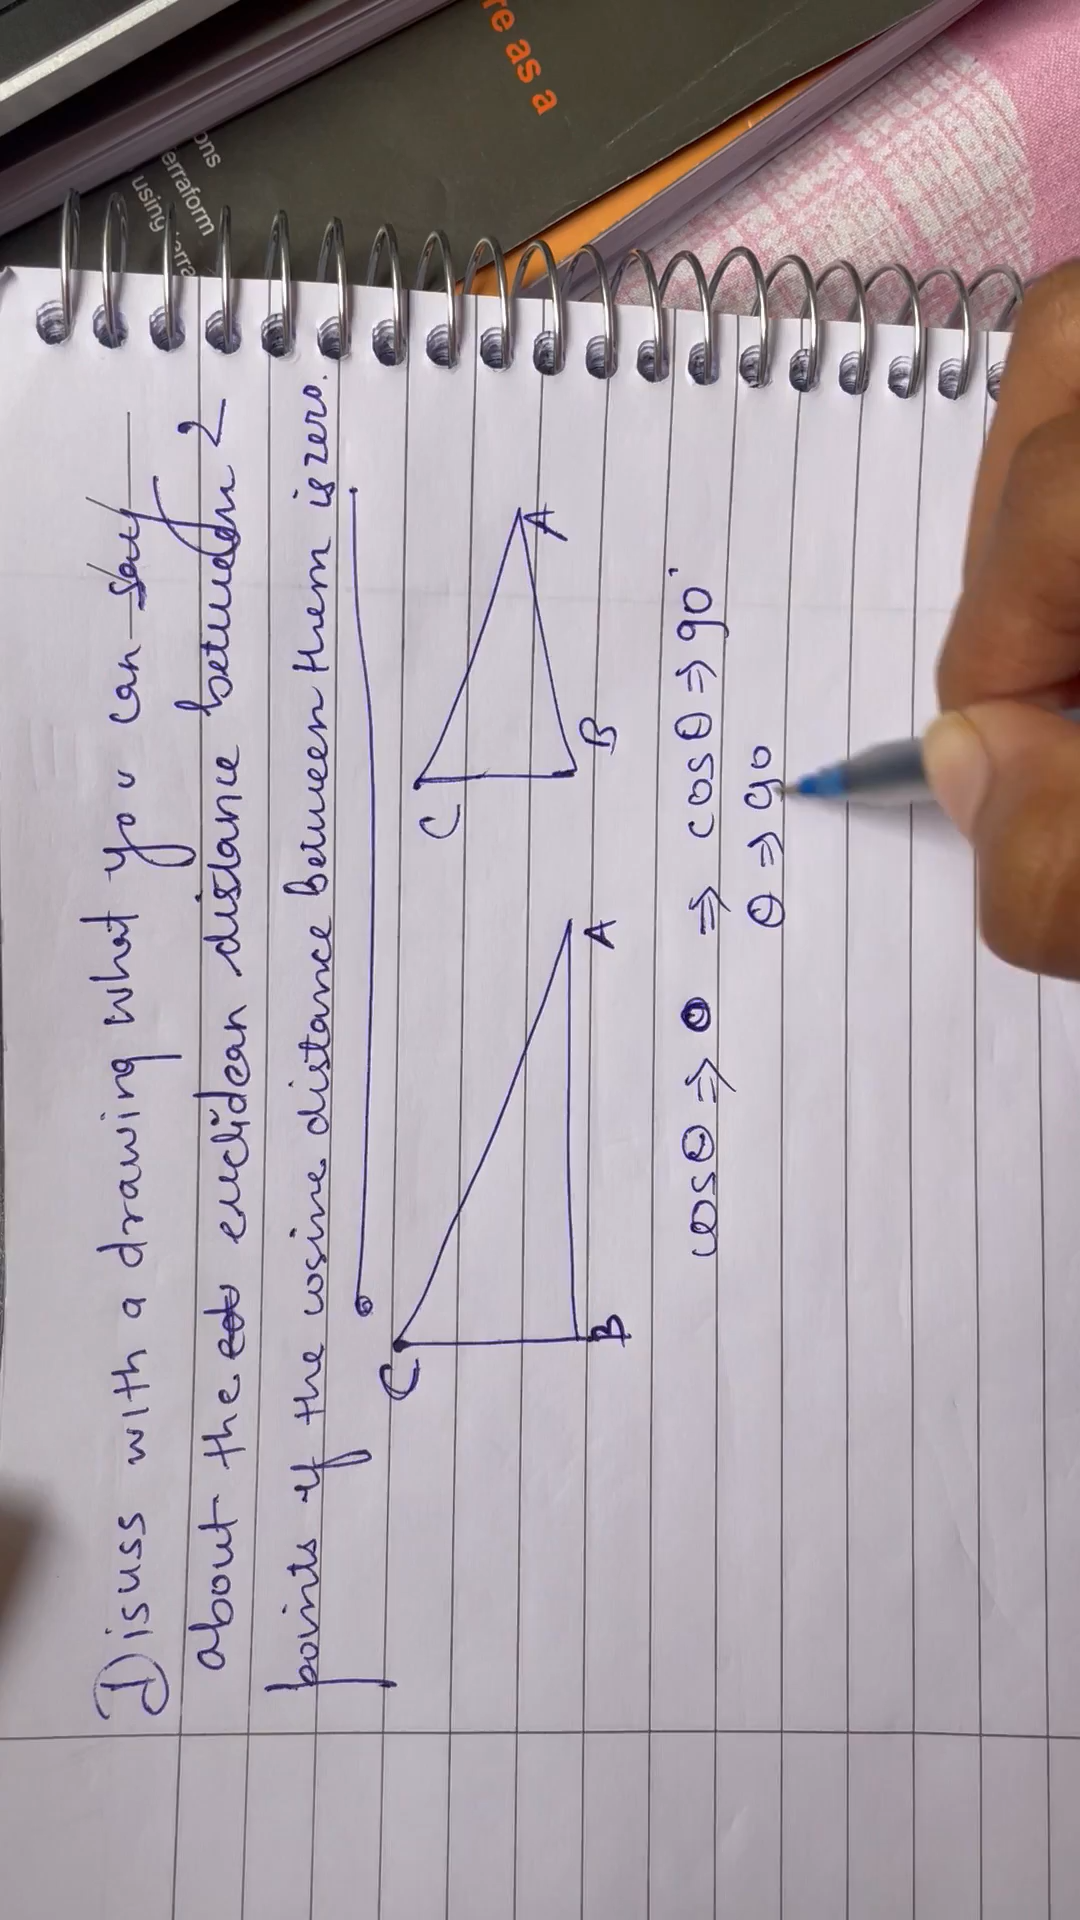 re as a
ons
erraform
using
Disuss with a drawing what you can say
about the euclidean distance between 2
points if the cosine distance between them is zero.
C
A
B
C
A
B
cosθ ⇒ 0 ⇒ cosθ ⇒ 90°
θ ⇒ 90